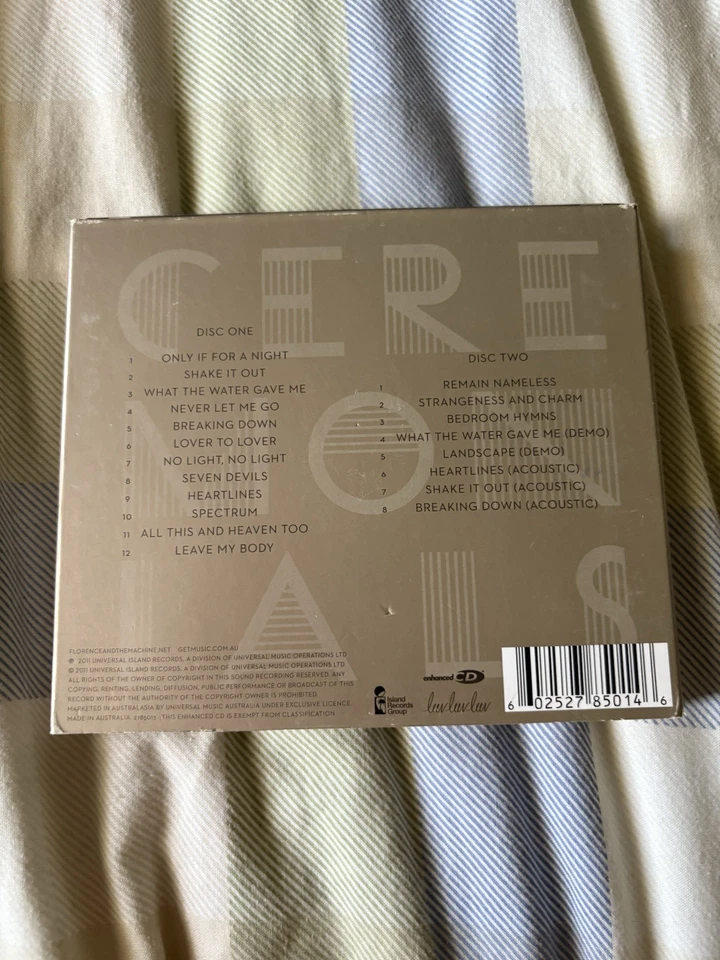 CERE
MON
IALS
DISC ONE
1 ONLY IF FOR A NIGHT
2 SHAKE IT OUT
3 WHAT THE WATER GAVE ME
4 NEVER LET ME GO
5 BREAKING DOWN
6 LOVER TO LOVER
7 NO LIGHT, NO LIGHT
8 SEVEN DEVILS
9 HEARTLINES
10 SPECTRUM
11 ALL THIS AND HEAVEN TOO
12 LEAVE MY BODY
DISC TWO
1 REMAIN NAMELESS
2 STRANGENESS AND CHARM
3 BEDROOM HYMNS
4 WHAT THE WATER GAVE ME (DEMO)
5 LANDSCAPE (DEMO)
6 HEARTLINES (ACOUSTIC)
7 SHAKE IT OUT (ACOUSTIC)
8 BREAKING DOWN (ACOUSTIC)
FLORENCEANDTHEMACHINE.NET GETMUSIC.COM.AU
℗ 2011 UNIVERSAL ISLAND RECORDS, A DIVISION OF UNIVERSAL MUSIC OPERATIONS LTD
© 2011 UNIVERSAL ISLAND RECORDS, A DIVISION OF UNIVERSAL MUSIC OPERATIONS LTD
ALL RIGHTS OF THE OWNER OF COPYRIGHT IN THIS SOUND RECORDING RESERVED. ANY
COPYING, RENTING, LENDING, DIFFUSION, PUBLIC PERFORMANCE OR BROADCAST OF THIS
RECORD WITHOUT THE AUTHORITY OF THE COPYRIGHT OWNER IS PROHIBITED.
MARKETED IN AUSTRALASIA BY UNIVERSAL MUSIC AUSTRALIA UNDER EXCLUSIVE LICENCE.
MADE IN AUSTRALIA. 2785013 · THIS ENHANCED CD IS EXEMPT FROM CLASSIFICATION
Island
Records
Group
enhanced CD
luv luv luv
6 02527 85014 6